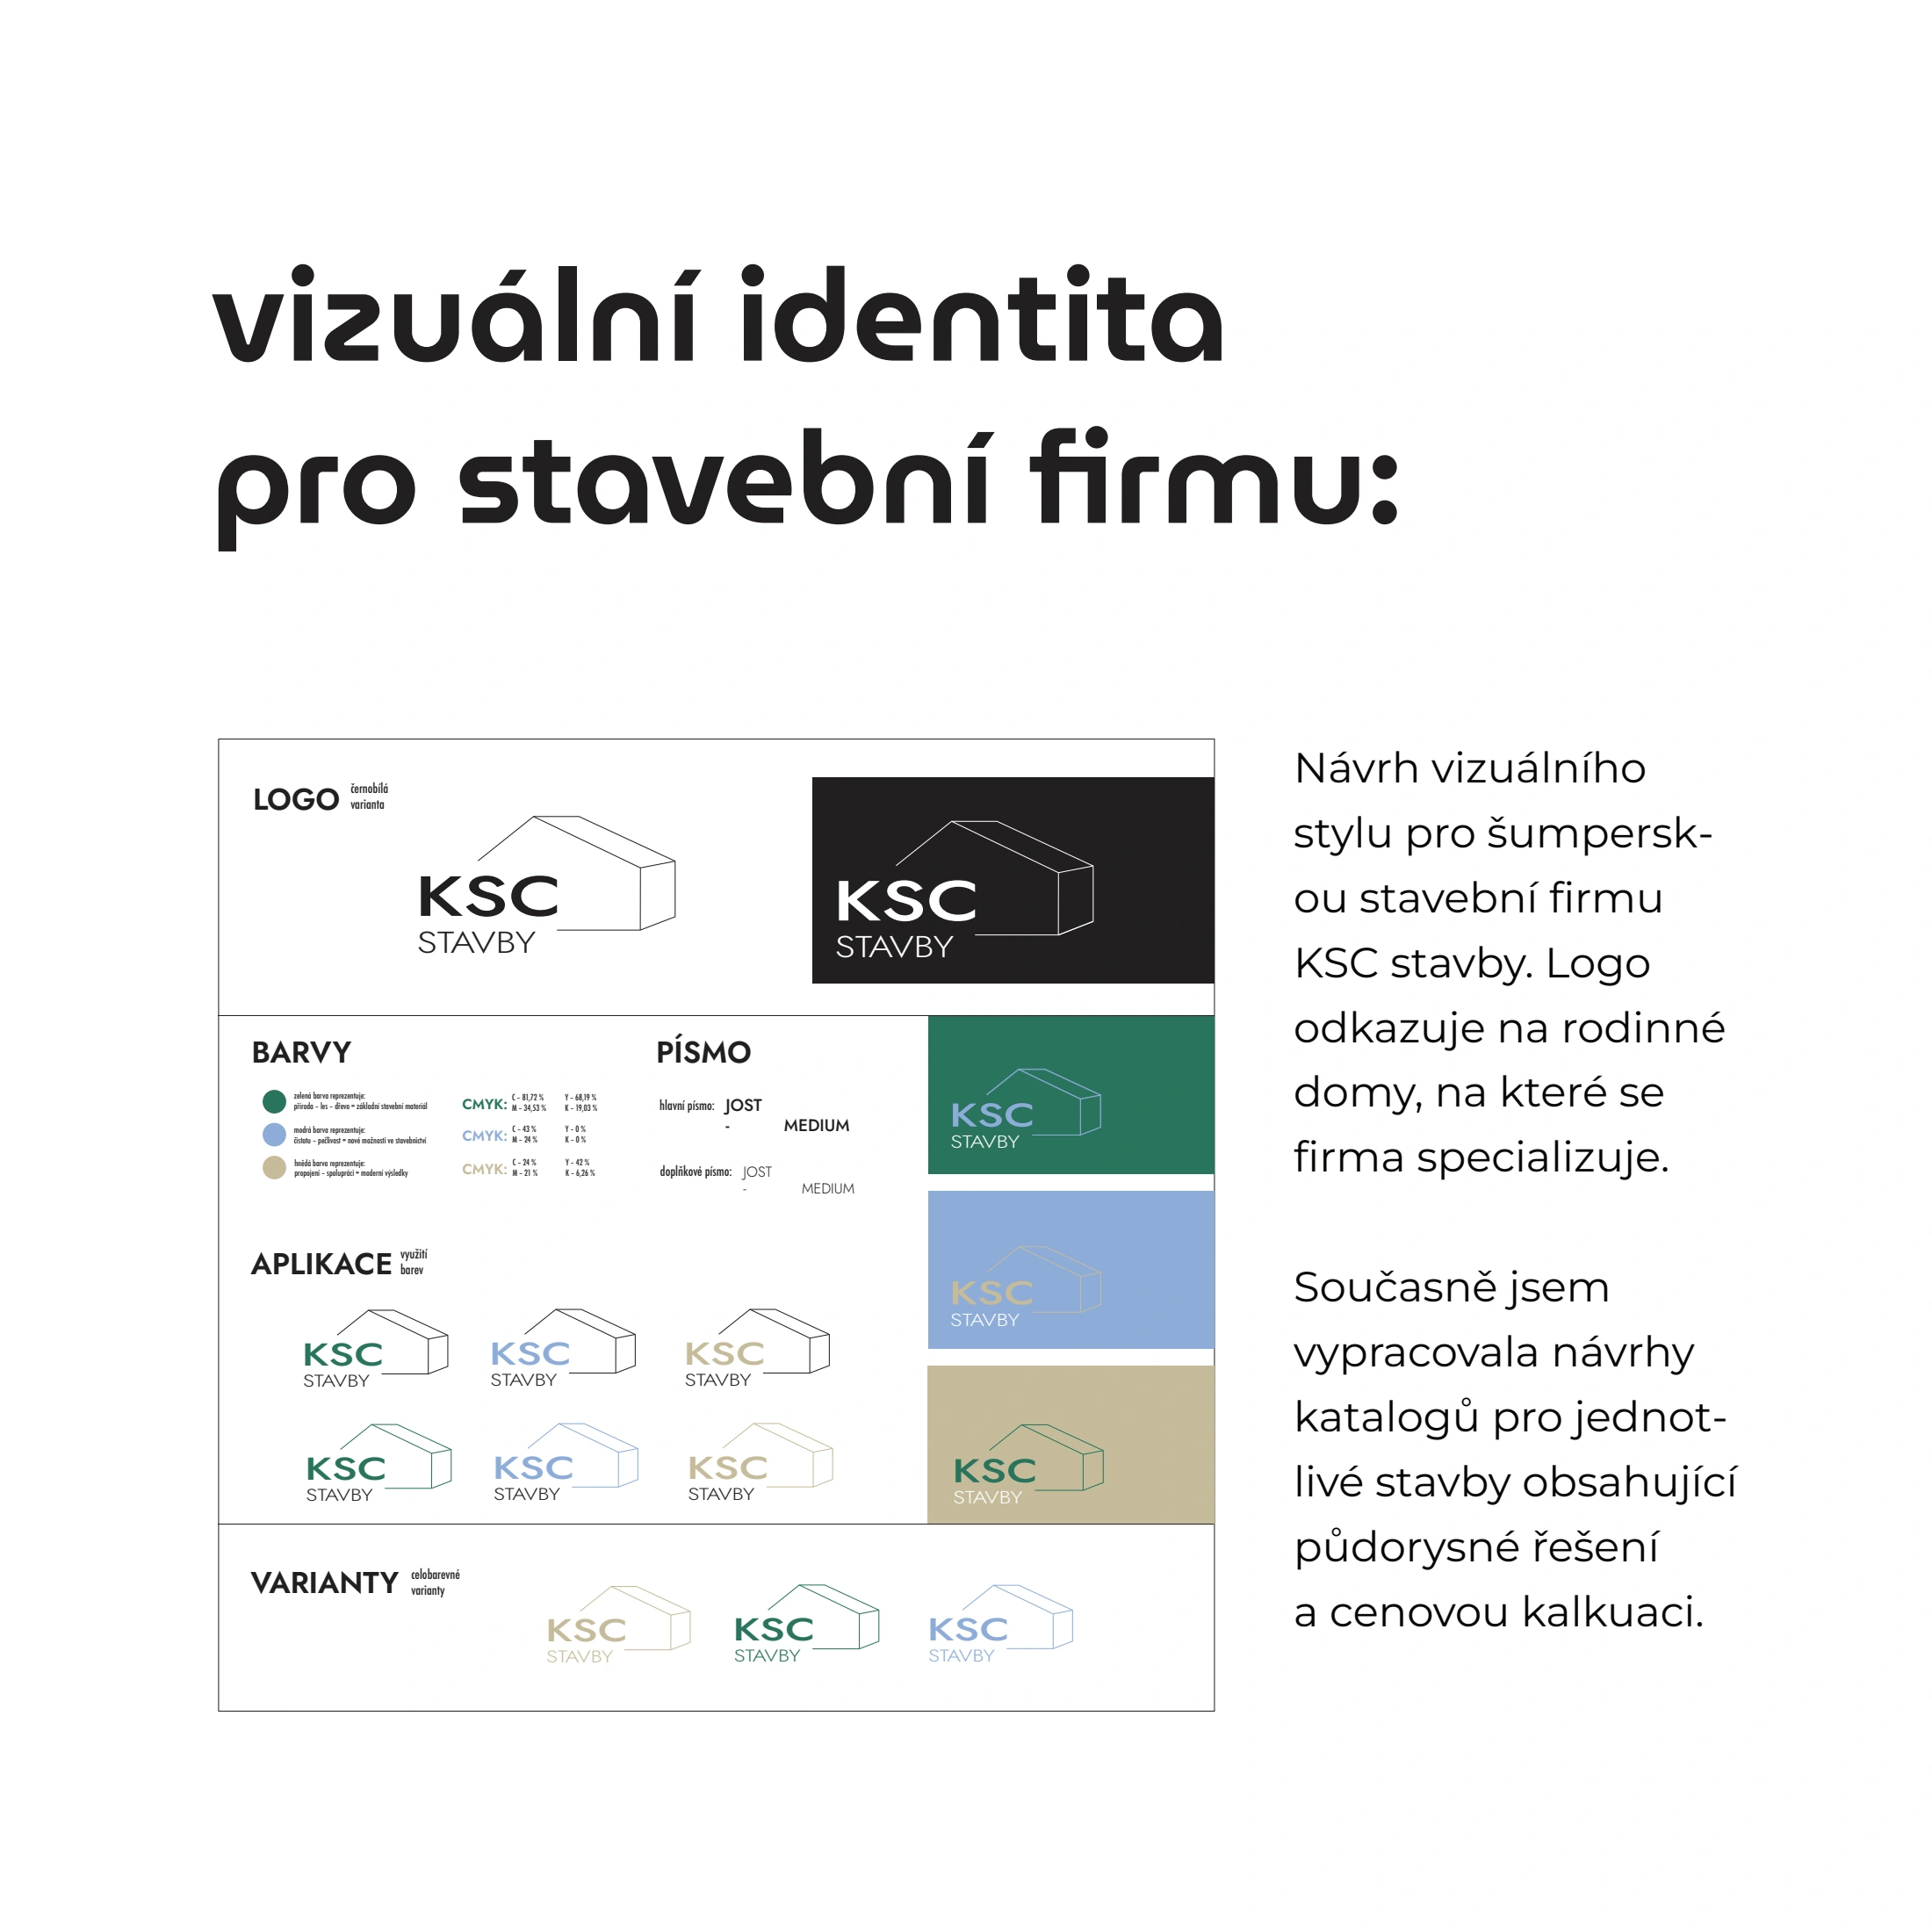 vizuální identita
pro stavební firmu:
LOGO
černobílá
varianta
KSC
STAVBY
KSC
STAVBY
BARVY
zelená barva reprezentuje:
příroda – les – dřevo = základní stavební materiál
CMYK:
C – 81,72 % Y – 68,19 %
M – 34,53 % K – 19,03 %
modrá barva reprezentuje:
čistotu – pečlivost = nové možnosti ve stavebnictví
CMYK:
C – 43 % Y – 0 %
M – 24 % K – 0 %
hnědá barva reprezentuje:
propojení – spolupráci = moderní výsledky
CMYK:
C – 24 % Y – 42 %
M – 21 % K – 6,26 %
PÍSMO
hlavní písmo: JOST
- MEDIUM
doplňkové písmo: JOST
- MEDIUM
KSC
STAVBY
KSC
STAVBY
KSC
STAVBY
APLIKACE
využití
barev
KSC
STAVBY
KSC
STAVBY
KSC
STAVBY
KSC
STAVBY
KSC
STAVBY
KSC
STAVBY
VARIANTY
celobarevné
varianty
KSC
STAVBY
KSC
STAVBY
KSC
STAVBY
Návrh vizuálního
stylu pro šumpersk-
ou stavební firmu
KSC stavby. Logo
odkazuje na rodinné
domy, na které se
firma specializuje.
Současně jsem
vypracovala návrhy
katalogů pro jednot-
livé stavby obsahující
půdorysné řešení
a cenovou kalkuaci.